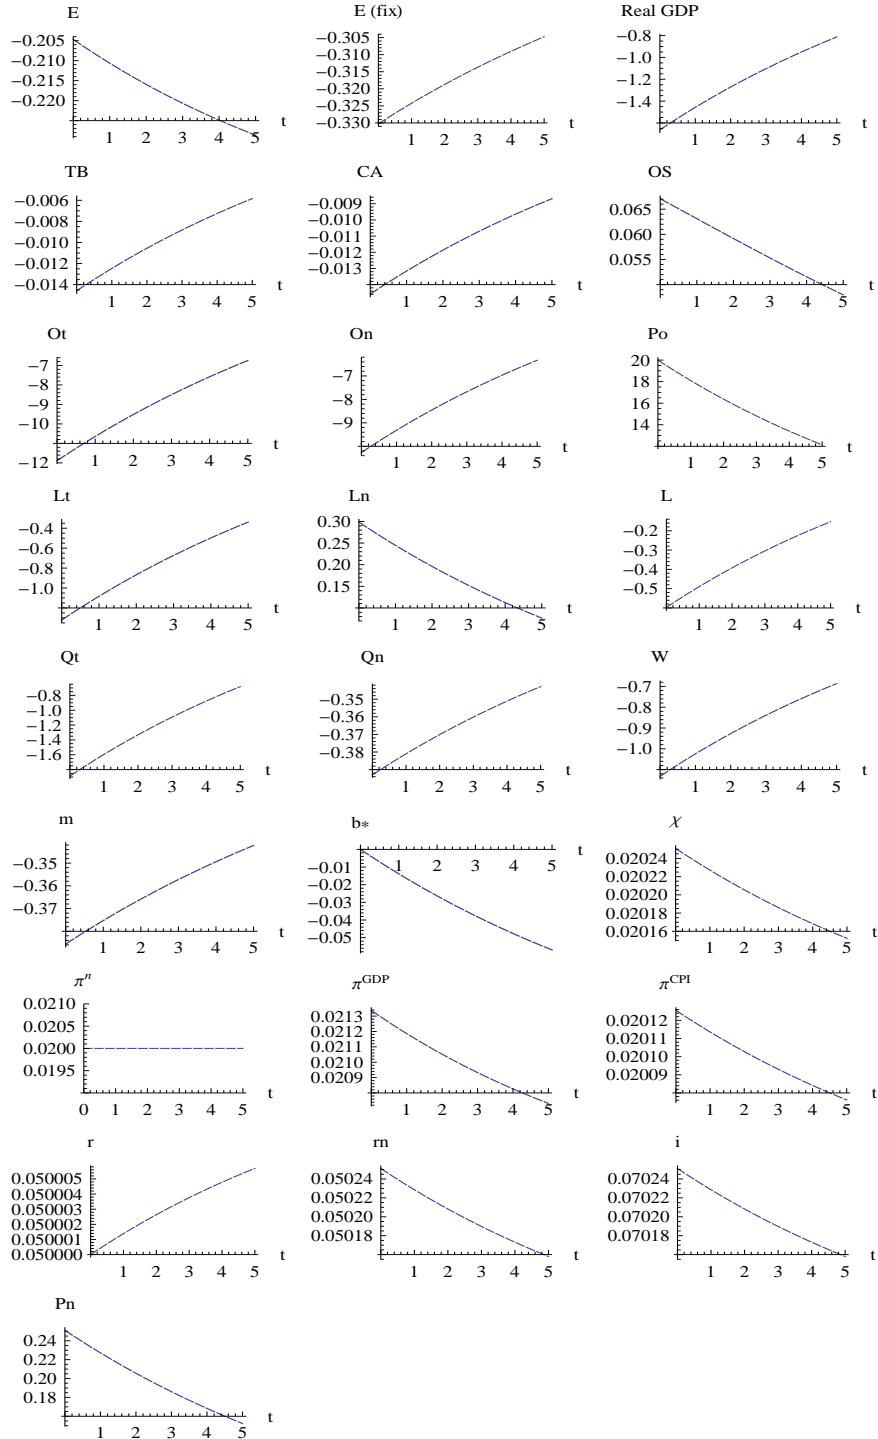 E
−0.205
−0.210
−0.215
−0.220
1 2 3 4 5
t
E (fix)
−0.305
−0.310
−0.315
−0.320
−0.325
−0.330
1 2 3 4 5
t
Real GDP
−0.8
−1.0
−1.2
−1.4
1 2 3 4 5
t
TB
−0.006
−0.008
−0.010
−0.012
−0.014
1 2 3 4 5
t
CA
−0.009
−0.010
−0.011
−0.012
−0.013
1 2 3 4 5
t
OS
0.065
0.060
0.055
1 2 3 4 5
t
Ot
−7
−8
−9
−10
−12
1 2 3 4 5
t
On
−7
−8
−9
1 2 3 4 5
t
Po
20
18
16
14
1 2 3 4 5
t
Lt
−0.4
−0.6
−0.8
−1.0
1 2 3 4 5
t
Ln
0.30
0.25
0.20
0.15
1 2 3 4 5
t
L
−0.2
−0.3
−0.4
−0.5
1 2 3 4 5
t
Qt
−0.8
−1.0
−1.2
−1.4
−1.6
1 2 3 4 5
t
Qn
−0.35
−0.36
−0.37
−0.38
1 2 3 4 5
t
W
−0.7
−0.8
−0.9
−1.0
1 2 3 4 5
t
m
−0.35
−0.36
−0.37
1 2 3 4 5
t
b*
−0.01
−0.02
−0.03
−0.04
−0.05
1 2 3 4 5
t
χ
0.02024
0.02022
0.02020
0.02018
0.02016
1 2 3 4 5
t
πⁿ
0.0210
0.0205
0.0200
0.0195
0 1 2 3 4 5
t
π^GDP
0.0213
0.0212
0.0211
0.0210
0.02109
1 2 3 4 5
t
π^CPI
0.02012
0.02011
0.02010
0.02009
1 2 3 4 5
t
r
0.050005
0.050004
0.050003
0.050002
0.050001
0.050000
1 2 3 4 5
t
rn
0.05024
0.05022
0.05020
0.05018
1 2 3 4 5
t
i
0.07024
0.07022
0.07020
0.07018
1 2 3 4 5
t
Pn
0.24
0.22
0.20
0.18
1 2 3 4 5
t